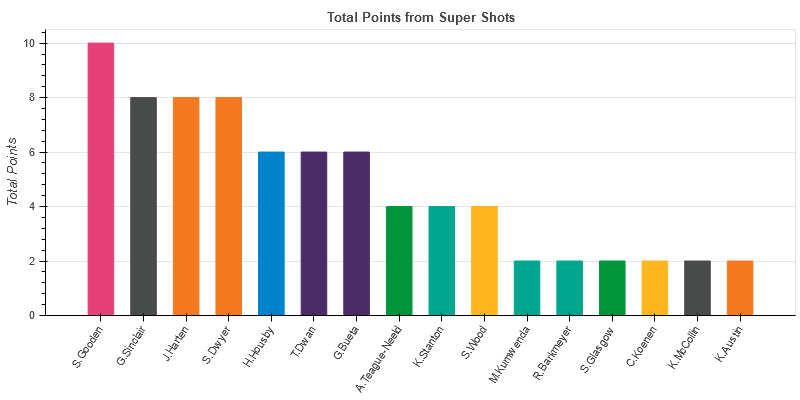 Total Points from Super Shots
Total Points
10
8
6
4
2
0
S.Gooden
G.Sinclair
J.Harten
S.Dwyer
H.Housby
T.Dwan
G.Bueta
A.Teague-Neeld
K.Stanton
S.Wood
M.Kumwenda
R.Barkmeyer
S.Glasgow
C.Koenen
K.McCollin
K.Austin